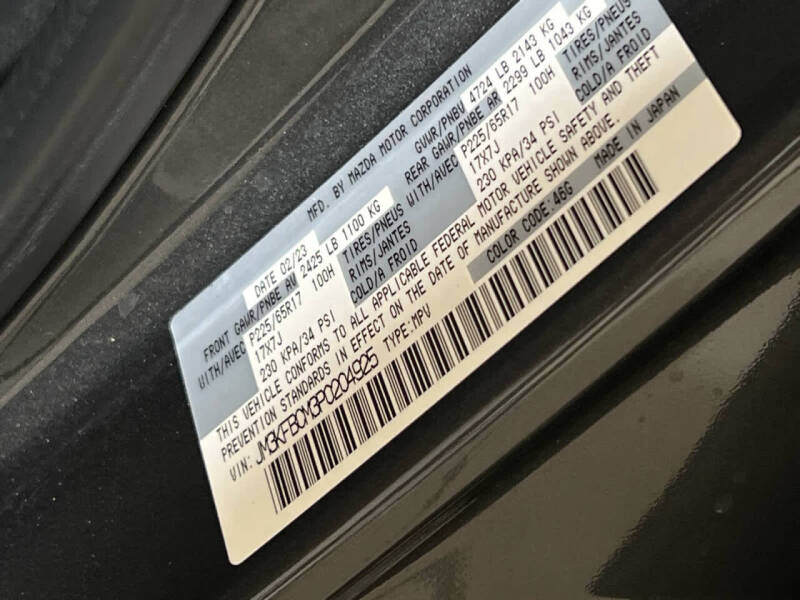 MFD. BY MAZDA MOTOR CORPORATION
DATE 02/23 GVWR/PNBV 4724 LB 2143 KG
FRONT GAWR/PNBE AV 2425 LB 1100 KG REAR GAWR/PNBE AR 2299 LB 1043 KG
WITH/AVEC P225/65R17 100H TIRES/PNEUS WITH/AVEC P225/65R17 100H TIRES/PNEUS
17X7J RIMS/JANTES 17X7J RIMS/JANTES
230 KPA/34 PSI COLD/A FROID 230 KPA/34 PSI COLD/A FROID
THIS VEHICLE CONFORMS TO ALL APPLICABLE FEDERAL MOTOR VEHICLE SAFETY AND THEFT
PREVENTION STANDARDS IN EFFECT ON THE DATE OF MANUFACTURE SHOWN ABOVE.
VIN: JM3KFBCM3P0204925 TYPE:MPV COLOR CODE:46G MADE IN JAPAN